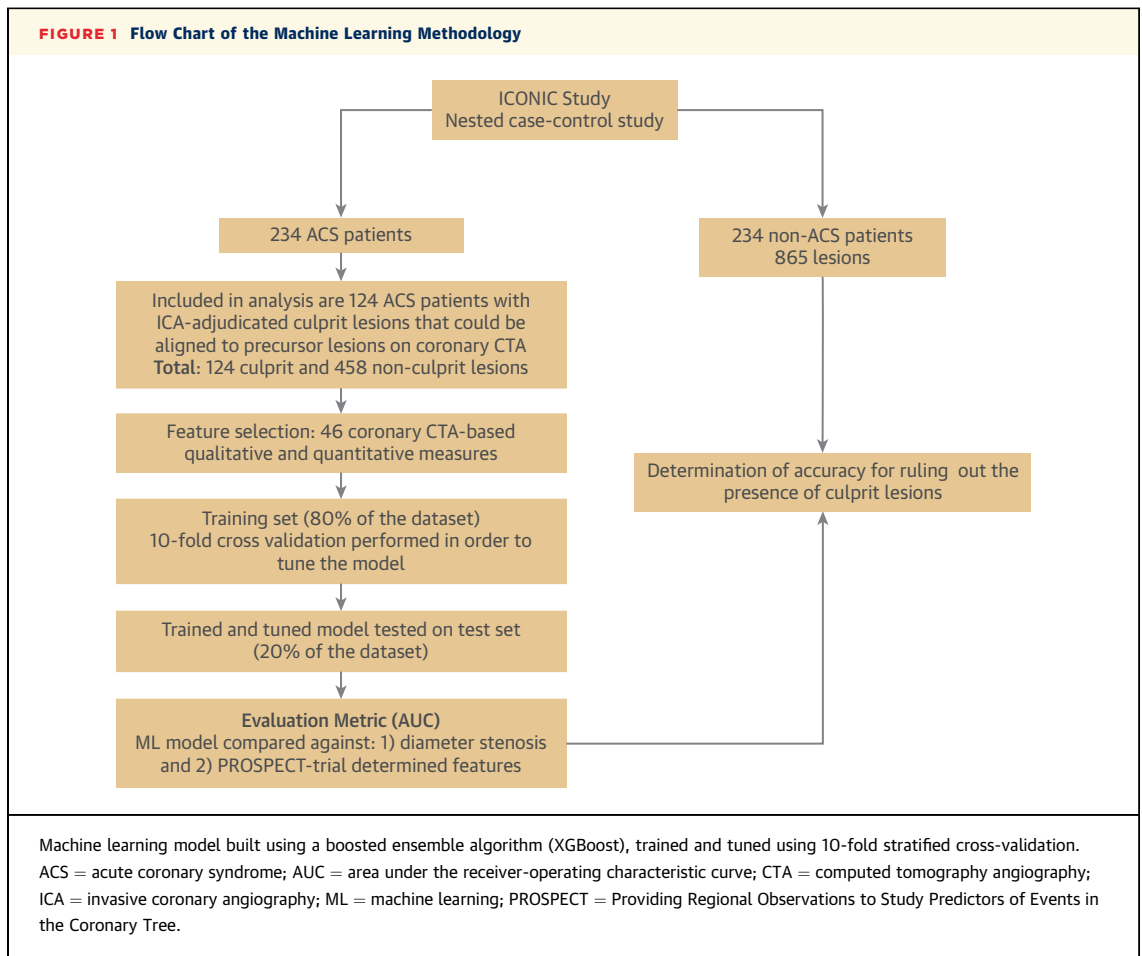 FIGURE 1 Flow Chart of the Machine Learning Methodology
ICONIC Study
Nested case-control study
234 ACS patients
234 non-ACS patients
865 lesions
Included in analysis are 124 ACS patients with
ICA-adjudicated culprit lesions that could be
aligned to precursor lesions on coronary CTA
Total: 124 culprit and 458 non-culprit lesions
Feature selection: 46 coronary CTA-based
qualitative and quantitative measures
Determination of accuracy for ruling out the
presence of culprit lesions
Training set (80% of the dataset)
10-fold cross validation performed in order to
tune the model
Trained and tuned model tested on test set
(20% of the dataset)
Evaluation Metric (AUC)
ML model compared against: 1) diameter stenosis
and 2) PROSPECT-trial determined features
Machine learning model built using a boosted ensemble algorithm (XGBoost), trained and tuned using 10-fold stratified cross-validation.
ACS = acute coronary syndrome; AUC = area under the receiver-operating characteristic curve; CTA = computed tomography angiography;
ICA = invasive coronary angiography; ML = machine learning; PROSPECT = Providing Regional Observations to Study Predictors of Events in
the Coronary Tree.